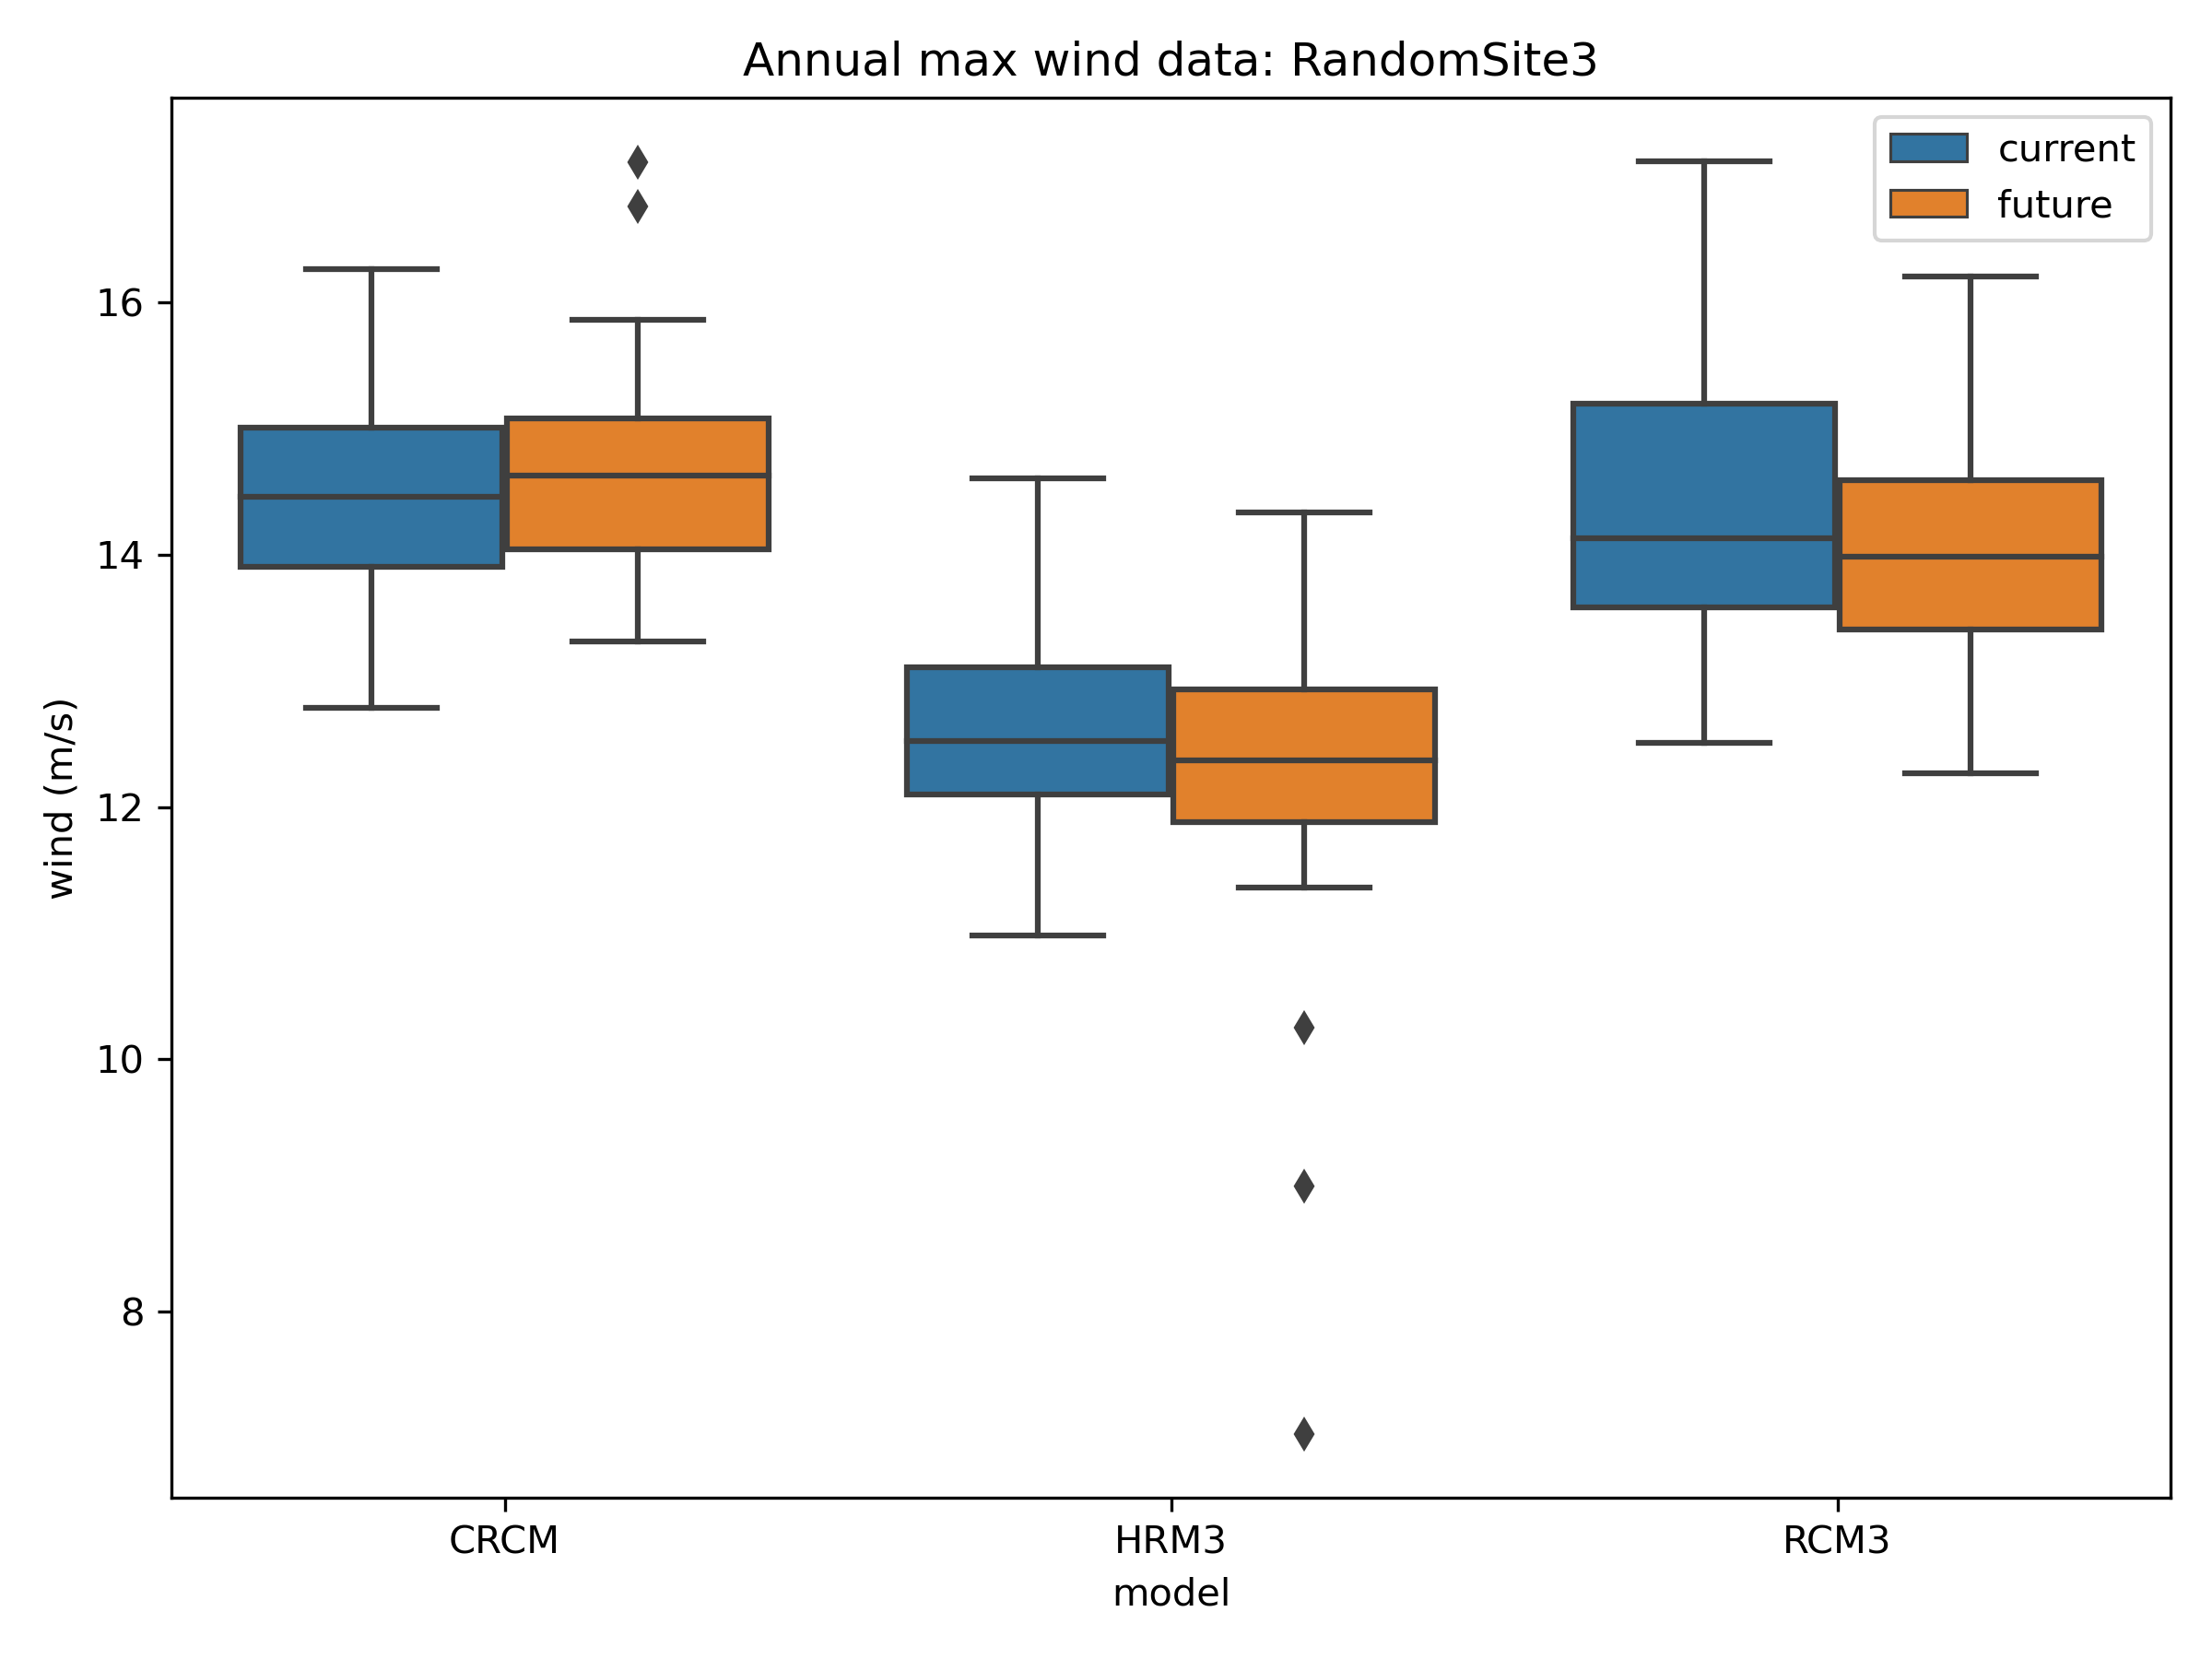 Annual max wind data: RandomSite3
current
future
16
14
12
10
8
wind (m/s)
CRCM HRM3 RCM3
model